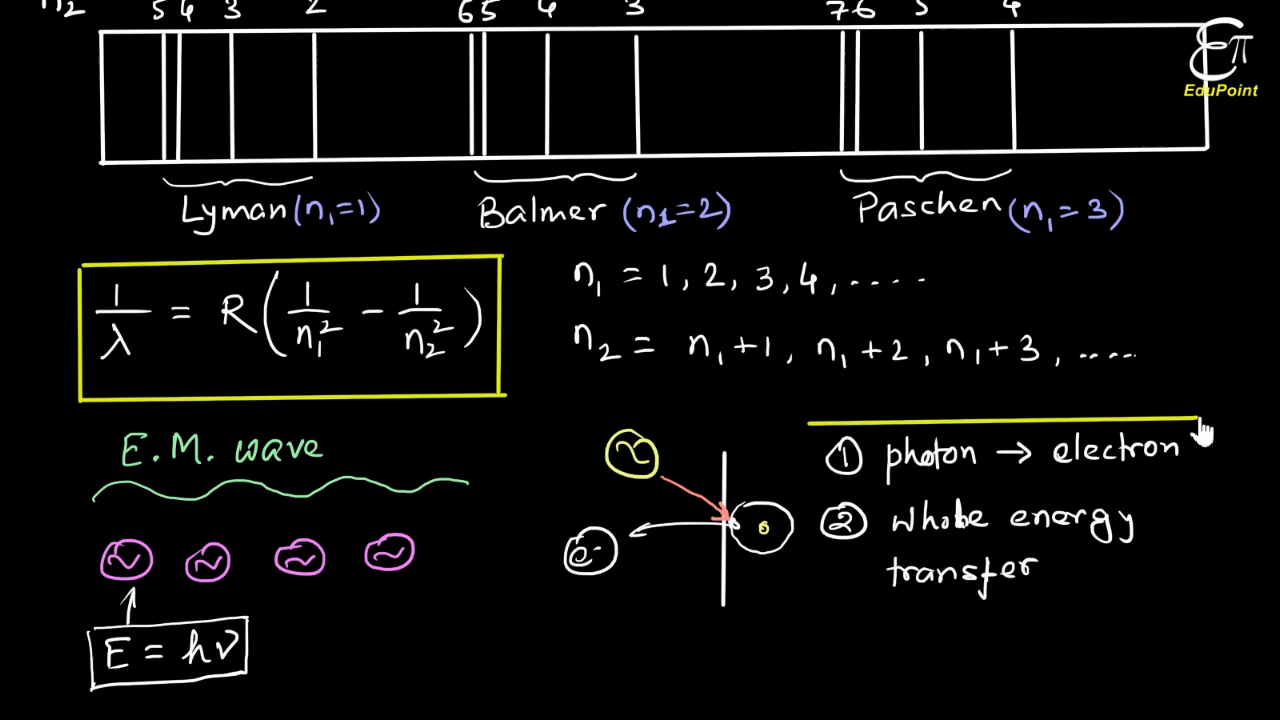 n₂ 5 4 3 2 6 5 4 3 7 6 5 4
Eπ
EduPoint
Lyman (n₁=1) Balmer (n₁=2) Paschen (n₁=3)
1/λ = R(1/n₁² − 1/n₂²)
n₁ = 1, 2, 3, 4, ......
n₂ = n₁+1, n₁+2, n₁+3, .....
E.M. wave
① photon → electron
② whole energy
transfer
e⁻
E = hν